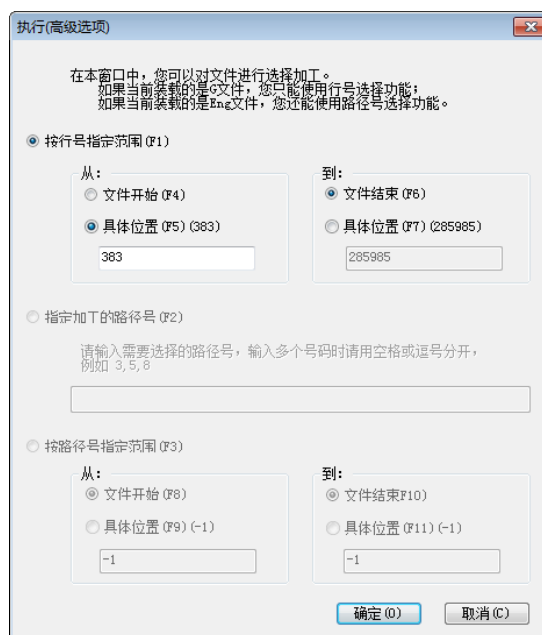 执行(高级选项)
在本窗口中，您可以对文件进行选择加工。
如果当前装载的是G文件，您只能使用行号选择功能；
如果当前装载的是Eng文件，您还能使用路径号选择功能。
按行号指定范围(F1)
从：
文件开始(F4)
具体位置(F5)(383)
383
到：
文件结束(F6)
具体位置(F7)(285985)
285985
指定加工的路径号(F2)
请输入需要选择的路径号，输入多个号码时请用空格或逗号分开，
例如 3,5,8
按路径号指定范围(F3)
从：
文件开始(F8)
具体位置(F9)(-1)
-1
到：
文件结束F10)
具体位置(F11)(-1)
-1
确定(O)
取消(C)